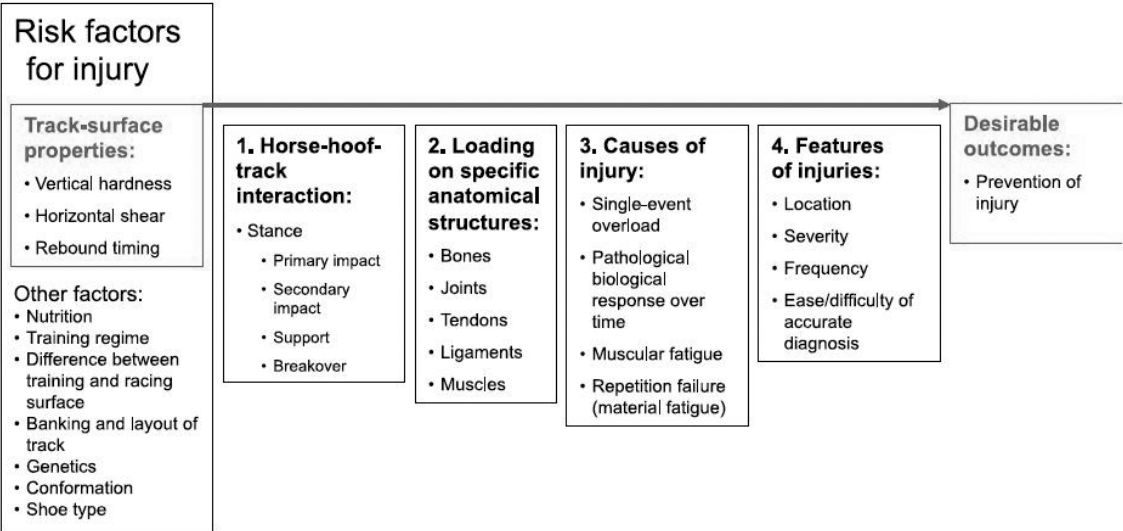 Risk factors
for injury
Track-surface
properties:
• Vertical hardness
• Horizontal shear
• Rebound timing
Other factors:
• Nutrition
• Training regime
• Difference between
training and racing
surface
• Banking and layout of
track
• Genetics
• Conformation
• Shoe type
1. Horse-hoof-
track
interaction:
• Stance
• Primary impact
• Secondary
impact
• Support
• Breakover
2. Loading
on specific
anatomical
structures:
• Bones
• Joints
• Tendons
• Ligaments
• Muscles
3. Causes of
injury:
• Single-event
overload
• Pathological
biological
response over
time
• Muscular fatigue
• Repetition failure
(material fatigue)
4. Features
of injuries:
• Location
• Severity
• Frequency
• Ease/difficulty of
accurate
diagnosis
Desirable
outcomes:
• Prevention of
injury